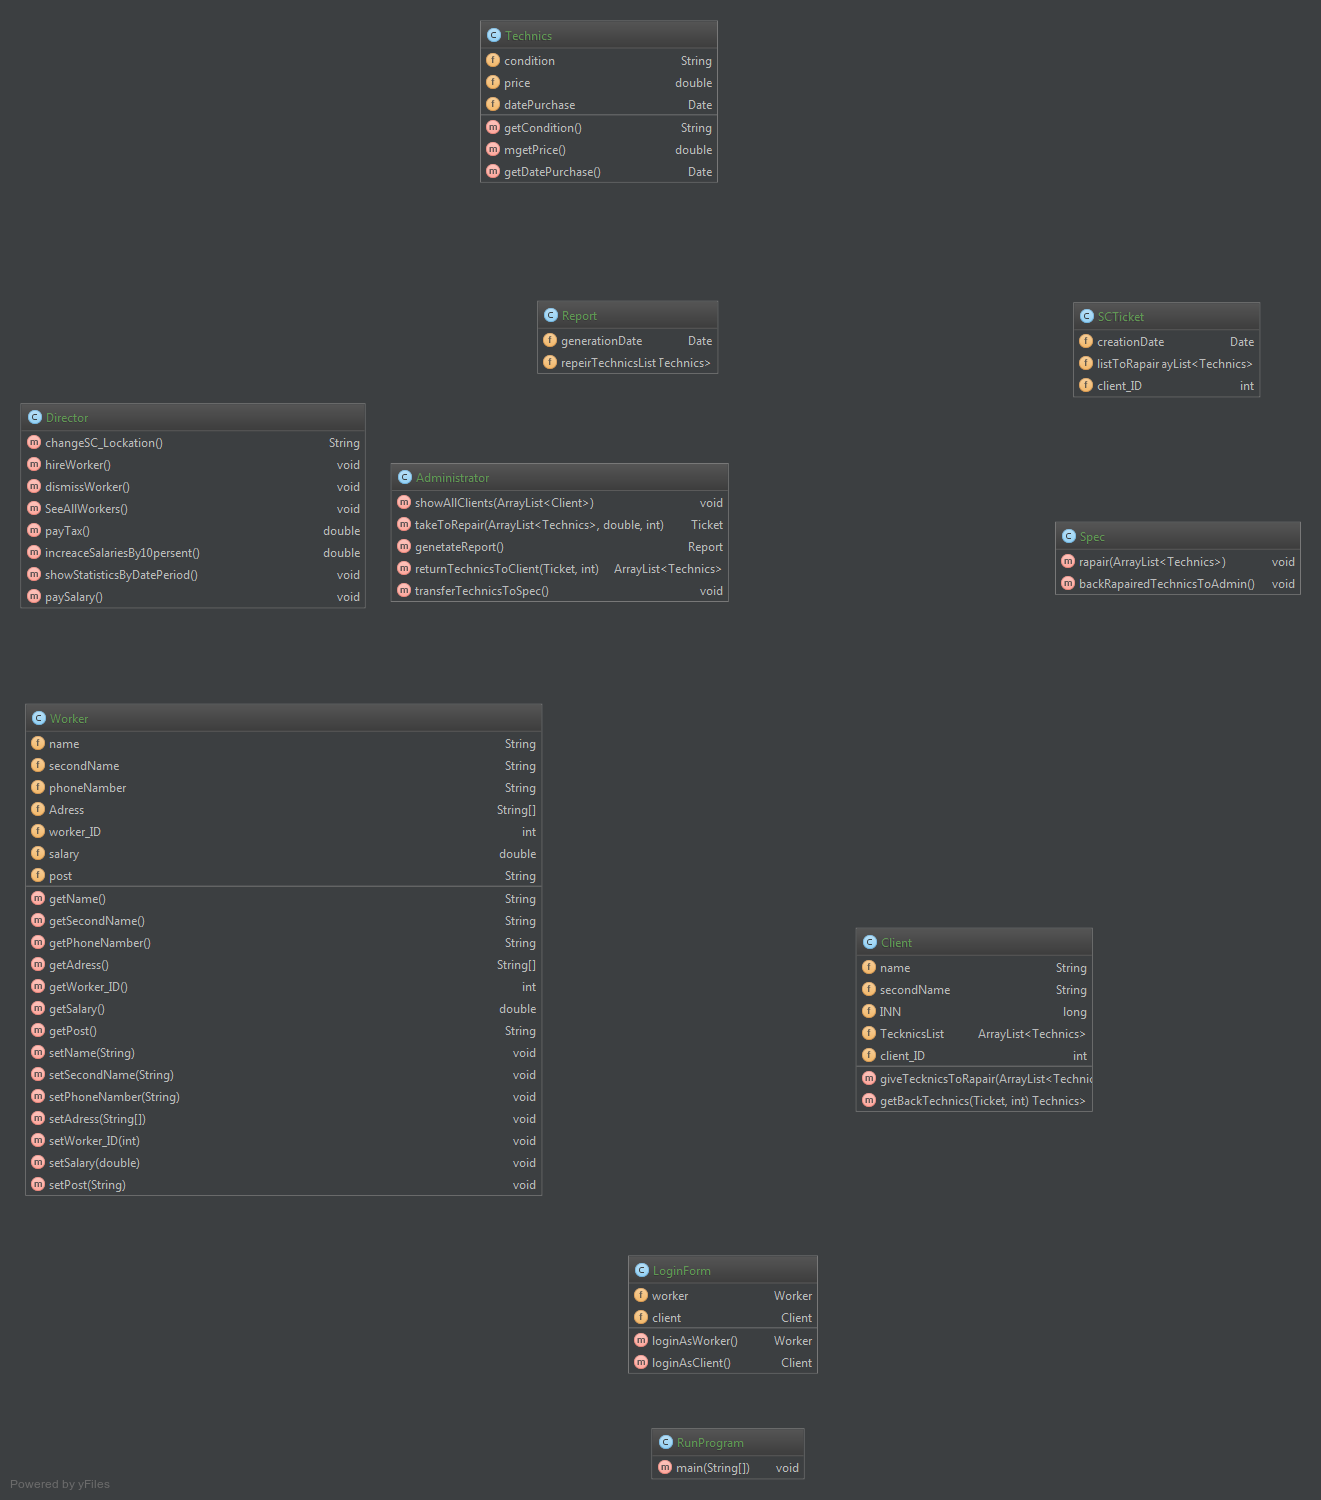 Technics
condition String
price double
datePurchase Date
getCondition() String
mgetPrice() double
getDatePurchase() Date
Report
generationDate Date
repeirTechnicsList Technics>
SCTicket
creationDate Date
listToRapair ayList<Technics>
client_ID int
Director
changeSC_Lockation() String
hireWorker() void
dismissWorker() void
SeeAllWorkers() void
payTax() double
increaceSalariesBy10persent() double
showStatisticsByDatePeriod() void
paySalary() void
Administrator
showAllClients(ArrayList<Client>) void
takeToRepair(ArrayList<Technics>, double, int) Ticket
genetateReport() Report
returnTechnicsToClient(Ticket, int) ArrayList<Technics>
transferTechnicsToSpec() void
Spec
rapair(ArrayList<Technics>) void
backRapairedTechnicsToAdmin() void
Worker
name String
secondName String
phoneNamber String
Adress String[]
worker_ID int
salary double
post String
getName() String
getSecondName() String
getPhoneNamber() String
getAdress() String[]
getWorker_ID() int
getSalary() double
getPost() String
setName(String) void
setSecondName(String) void
setPhoneNamber(String) void
setAdress(String[]) void
setWorker_ID(int) void
setSalary(double) void
setPost(String) void
Client
name String
secondName String
INN long
TecknicsList ArrayList<Technics>
client_ID int
giveTecknicsToRapair(ArrayList<Technic
getBackTechnics(Ticket, int) Technics>
LoginForm
worker Worker
client Client
loginAsWorker() Worker
loginAsClient() Client
RunProgram
main(String[]) void
Powered by yFiles